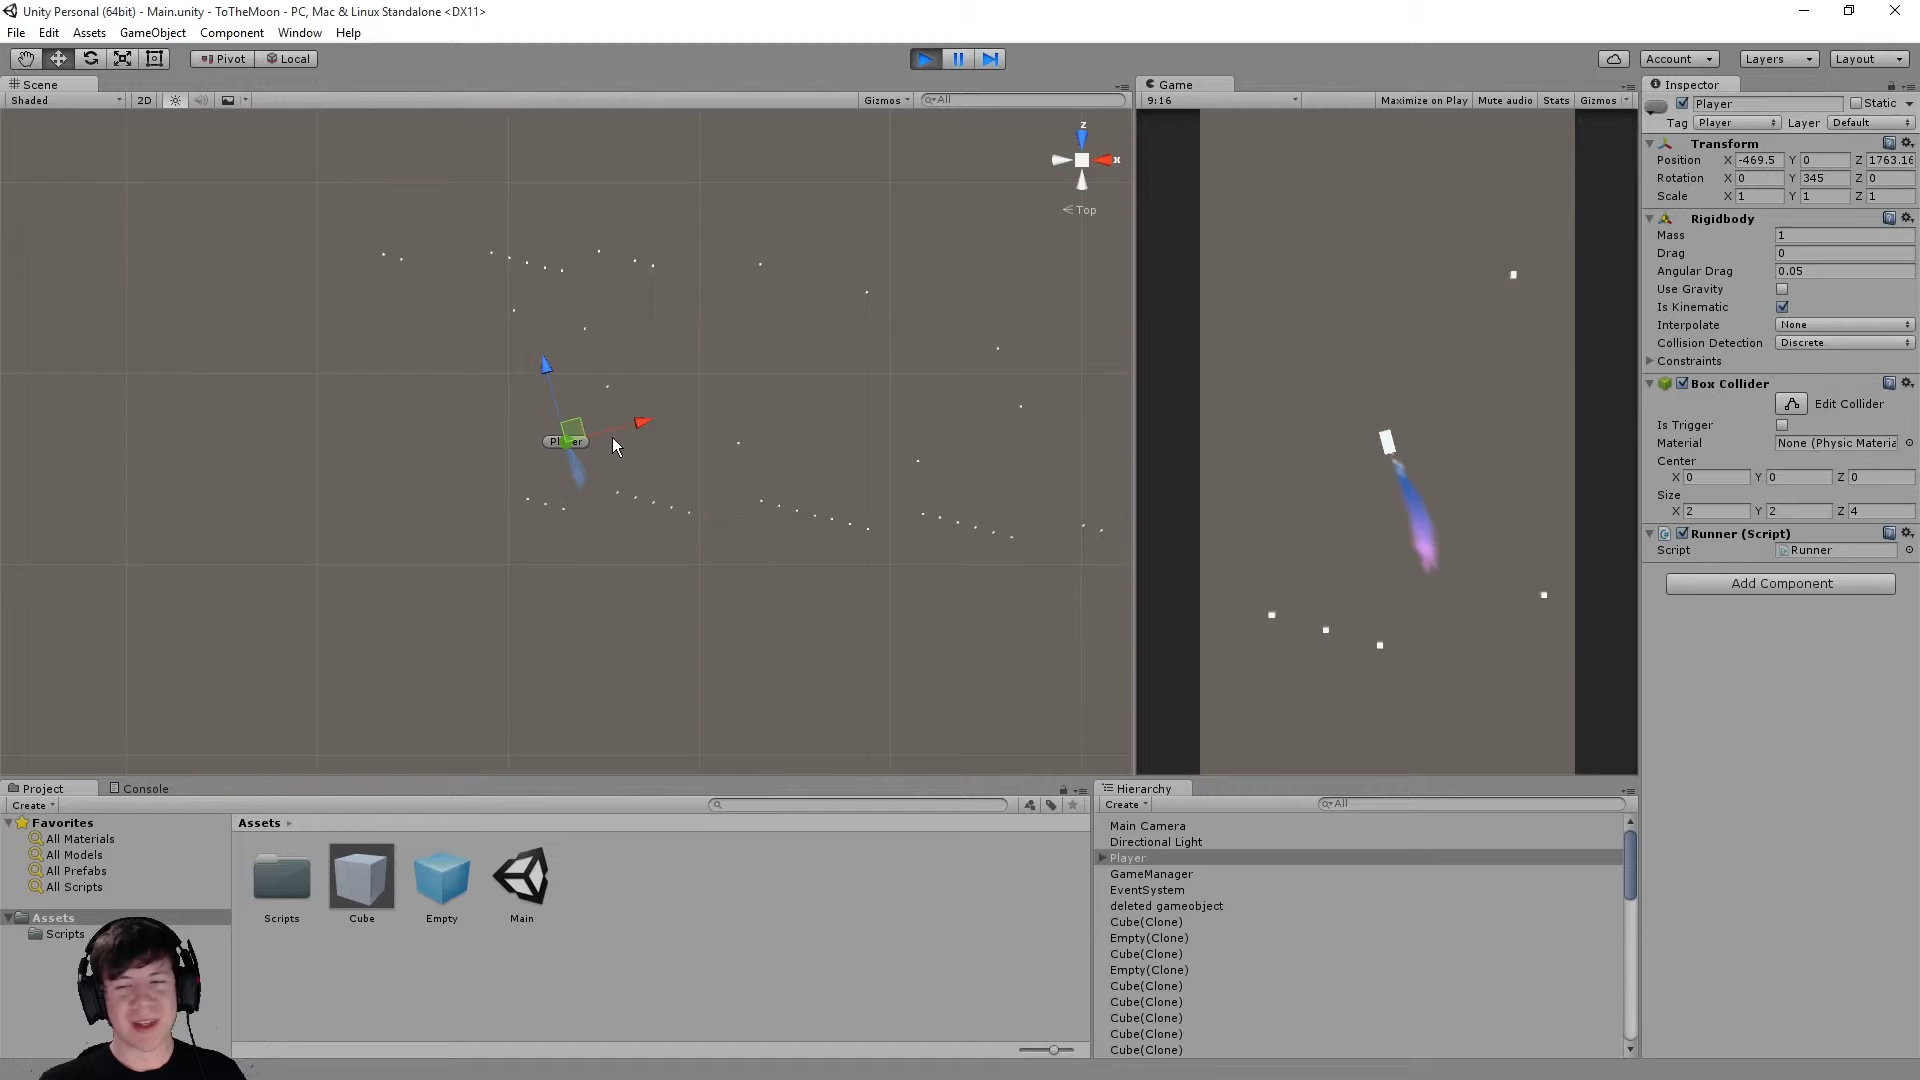 Unity Personal (64bit) - Main.unity - ToTheMoon - PC, Mac & Linux Standalone <DX11>
File Edit Assets GameObject Component Window Help
Pivot Local Account Layers Layout
Scene
Shaded 2D Gizmos All
z
x
Top
Player
Game
9:16 Maximize on Play Mute audio Stats Gizmos
Inspector
Player Static
Tag Player Layer Default
Transform
Position X -469.5 Y 0 Z 1763.16
Rotation X 0 Y 345 Z 0
Scale X 1 Y 1 Z 1
Rigidbody
Mass 1
Drag 0
Angular Drag 0.05
Use Gravity
Is Kinematic
Interpolate None
Collision Detection Discrete
Constraints
Box Collider
Edit Collider
Is Trigger
Material None (Physic Materia
Center
X 0 Y 0 Z 0
Size
X 2 Y 2 Z 4
Runner (Script)
Script Runner
Add Component
Project Console
Create
Favorites
All Materials
All Models
All Prefabs
All Scripts
Assets
Scripts
Assets
Scripts Cube Empty Main
Hierarchy
Create All
Main Camera
Directional Light
Player
GameManager
EventSystem
deleted gameobject
Cube(Clone)
Empty(Clone)
Cube(Clone)
Empty(Clone)
Cube(Clone)
Cube(Clone)
Cube(Clone)
Cube(Clone)
Cube(Clone)